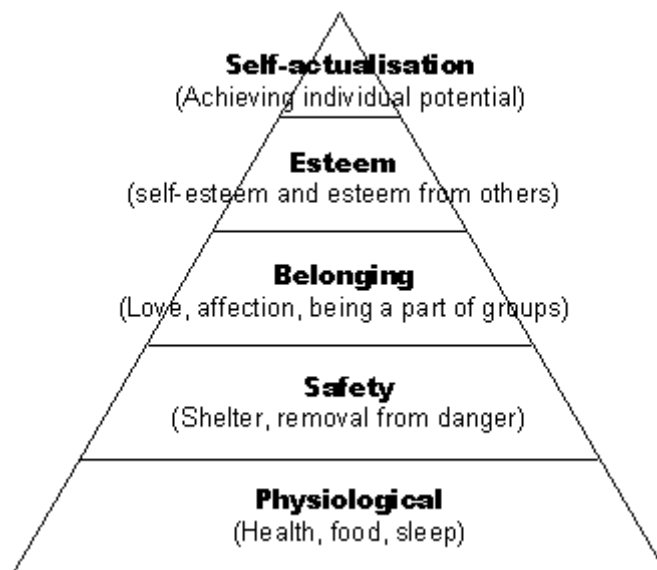 Self-actualisation
(Achieving individual potential)
Esteem
(self-esteem and esteem from others)
Belonging
(Love, affection, being a part of groups)
Safety
(Shelter, removal from danger)
Physiological
(Health, food, sleep)